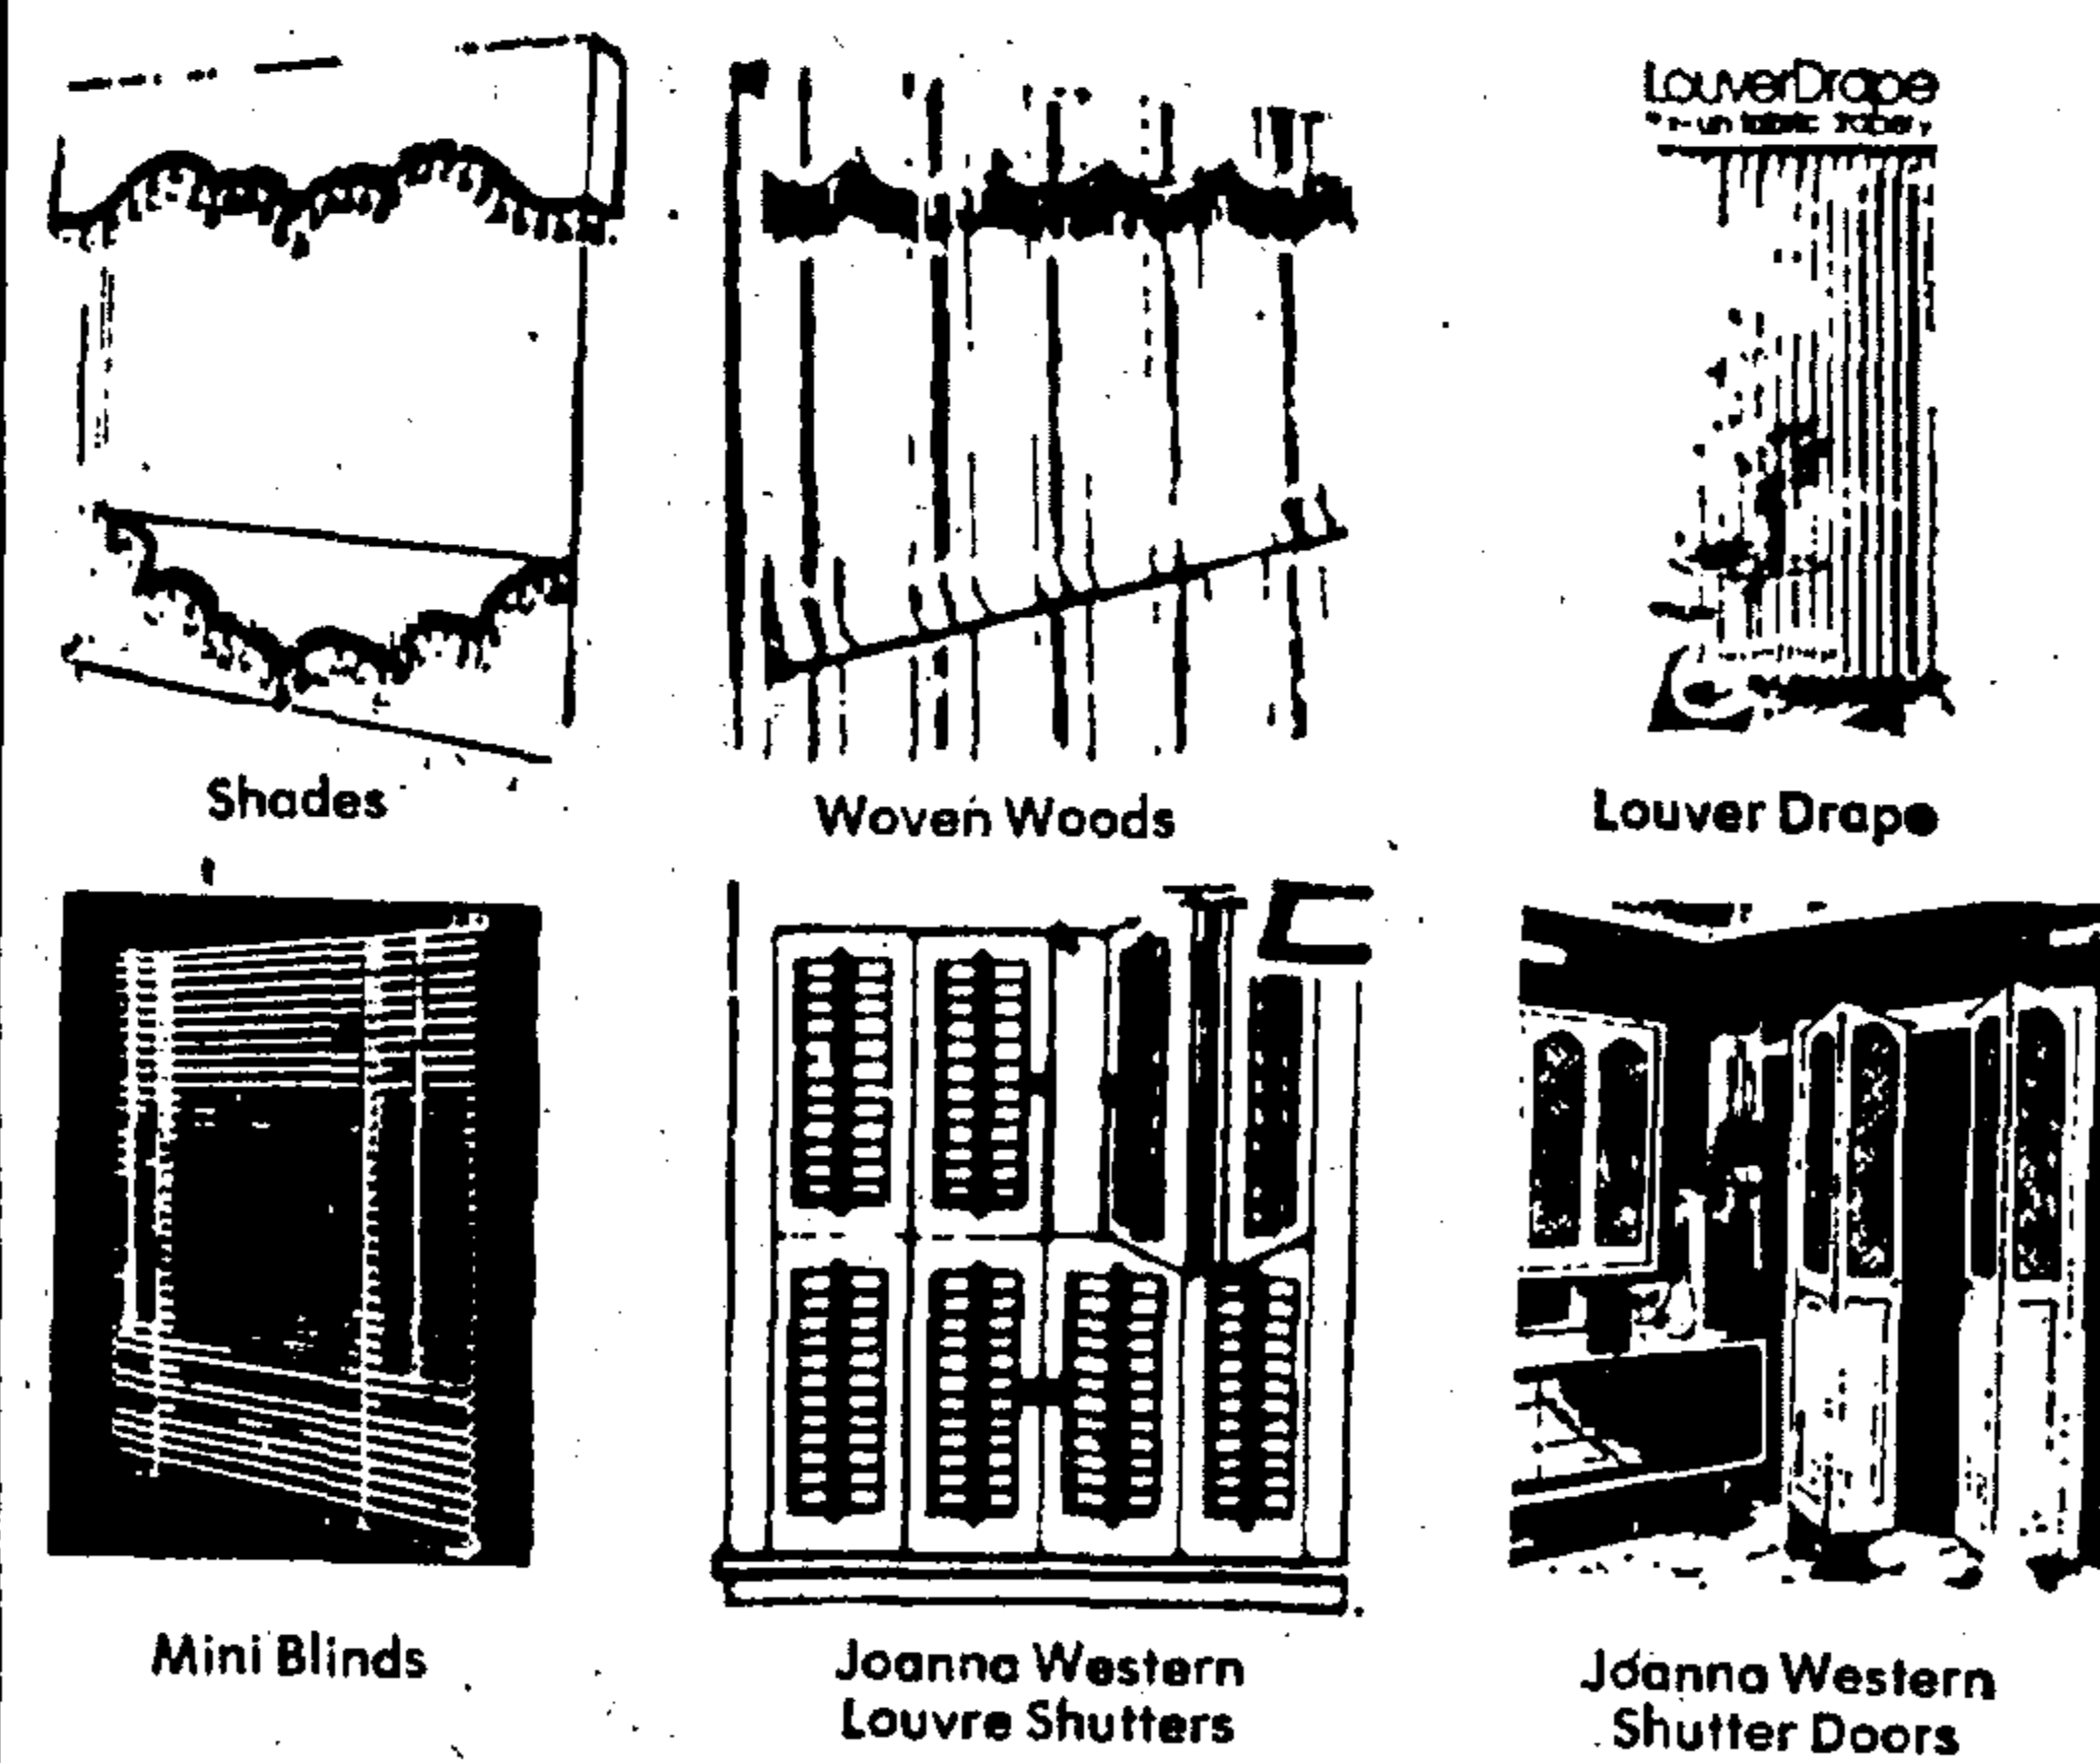 LouverDrape
Shades
Woven Woods
Louver Drape
Mini Blinds
Joanna Western
Louvre Shutters
Joanna Western
Shutter Doors